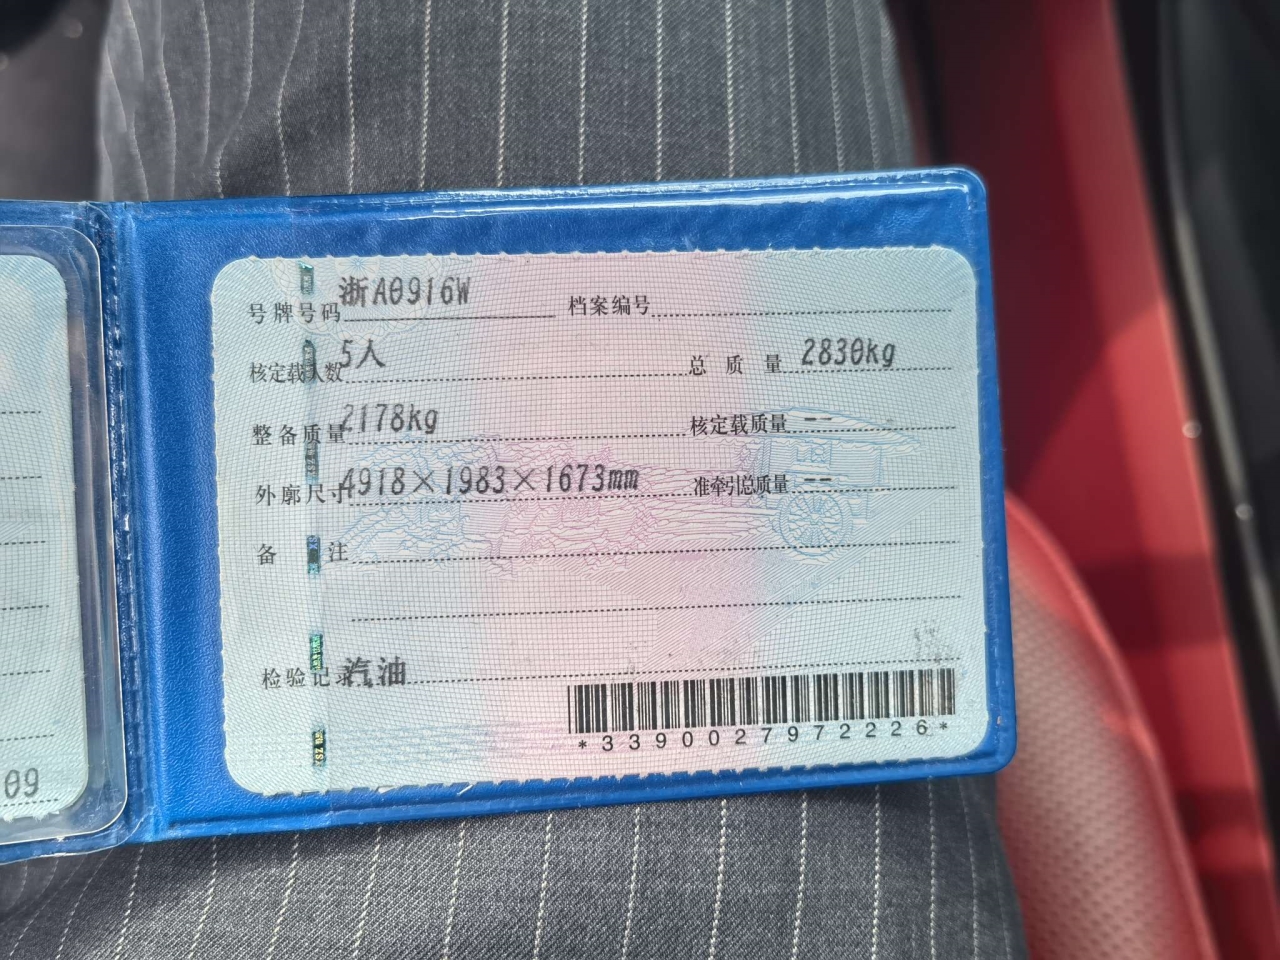 号牌号码 浙A0916W 档案编号
核定载人数 5人 总质量 2830kg
整备质量 2178kg 核定载质量 --
外廓尺寸 4918×1983×1673mm 准牵引总质量 --
备注
检验记录 汽油
*3390027972226*
09